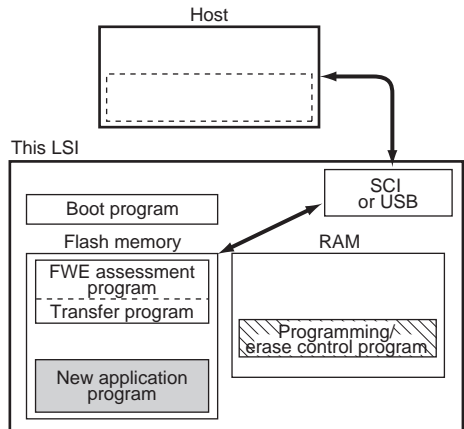 Host
This LSI
SCI
or USB
Boot program
Flash memory
RAM
FWE assessment
program
Transfer program
Programming/
erase control program
New application
program